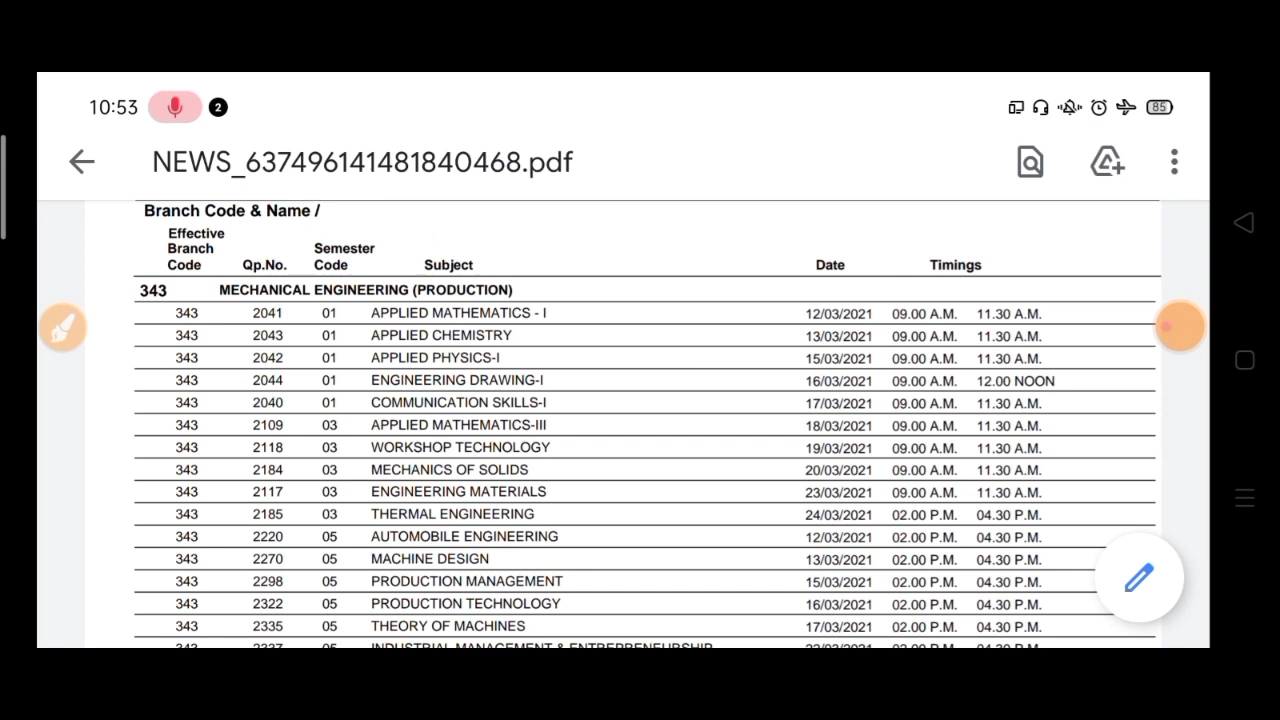 10:53 2 85
NEWS_637496141481840468.pdf
Branch Code & Name /
Effective Branch Code Qp.No. Semester Code Subject Date Timings
343 MECHANICAL ENGINEERING (PRODUCTION)
343 2041 01 APPLIED MATHEMATICS - I 12/03/2021 09.00 A.M. 11.30 A.M.
343 2043 01 APPLIED CHEMISTRY 13/03/2021 09.00 A.M. 11.30 A.M.
343 2042 01 APPLIED PHYSICS-I 15/03/2021 09.00 A.M. 11.30 A.M.
343 2044 01 ENGINEERING DRAWING-I 16/03/2021 09.00 A.M. 12.00 NOON
343 2040 01 COMMUNICATION SKILLS-I 17/03/2021 09.00 A.M. 11.30 A.M.
343 2109 03 APPLIED MATHEMATICS-III 18/03/2021 09.00 A.M. 11.30 A.M.
343 2118 03 WORKSHOP TECHNOLOGY 19/03/2021 09.00 A.M. 11.30 A.M.
343 2184 03 MECHANICS OF SOLIDS 20/03/2021 09.00 A.M. 11.30 A.M.
343 2117 03 ENGINEERING MATERIALS 23/03/2021 09.00 A.M. 11.30 A.M.
343 2185 03 THERMAL ENGINEERING 24/03/2021 02.00 P.M. 04.30 P.M.
343 2220 05 AUTOMOBILE ENGINEERING 12/03/2021 02.00 P.M. 04.30 P.M.
343 2270 05 MACHINE DESIGN 13/03/2021 02.00 P.M. 04.30 P.M.
343 2298 05 PRODUCTION MANAGEMENT 15/03/2021 02.00 P.M. 04.30 P.M.
343 2322 05 PRODUCTION TECHNOLOGY 16/03/2021 02.00 P.M. 04.30 P.M.
343 2335 05 THEORY OF MACHINES 17/03/2021 02.00 P.M. 04.30 P.M.
343 05 INDUSTRIAL MANAGEMENT & ENTREPRENEURSHIP 02.00 P.M. 04.30 P.M.